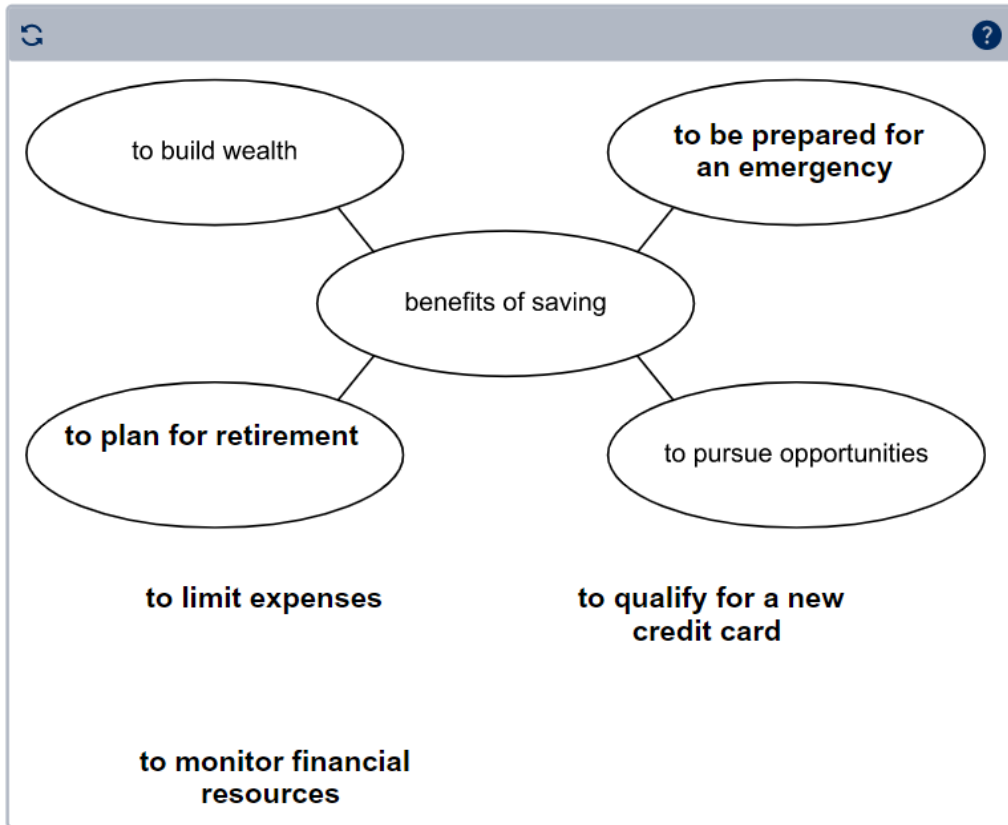 ?
to build wealth
to be prepared for
an emergency
benefits of saving
to plan for retirement
to pursue opportunities
to limit expenses
to qualify for a new
credit card
to monitor financial
resources